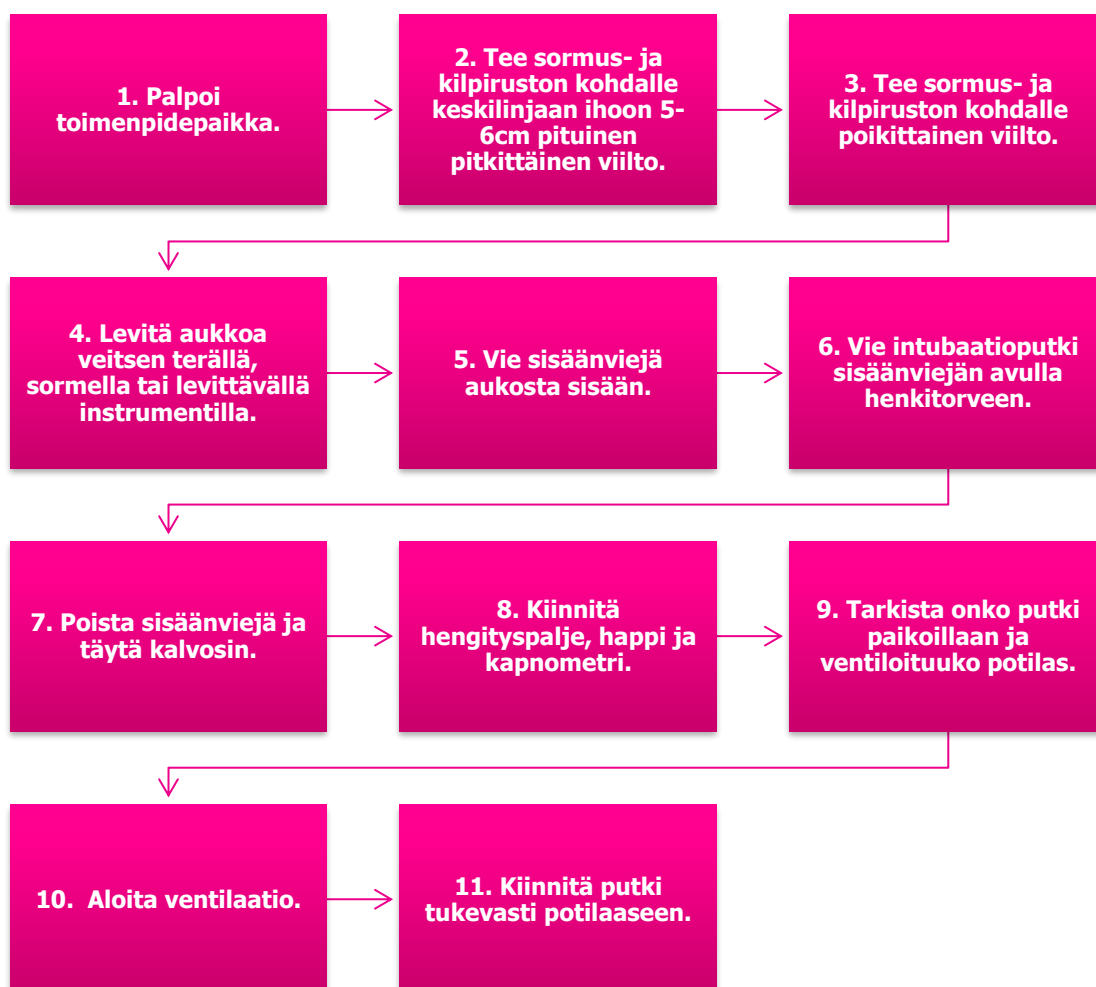 1. Palpoi
toimenpidepaikka.
2. Tee sormus- ja
kilpiruston kohdalle
keskilinjaan ihoon 5-
6cm pituinen
pitkittäinen viilto.
3. Tee sormus- ja
kilpiruston kohdalle
poikittainen viilto.
4. Levitä aukkoa
veitsen terällä,
sormella tai levittävällä
instrumentilla.
5. Vie sisäänviejä
aukosta sisään.
6. Vie intubaatioputki
sisäänviejän avulla
henkitorveen.
7. Poista sisäänviejä ja
täytä kalvosin.
8. Kiinnitä
hengityspalje, happi ja
kapnometri.
9. Tarkista onko putki
paikoillaan ja
ventiloituuko potilas.
10. Aloita ventilaatio.
11. Kiinnitä putki
tukevasti potilaaseen.